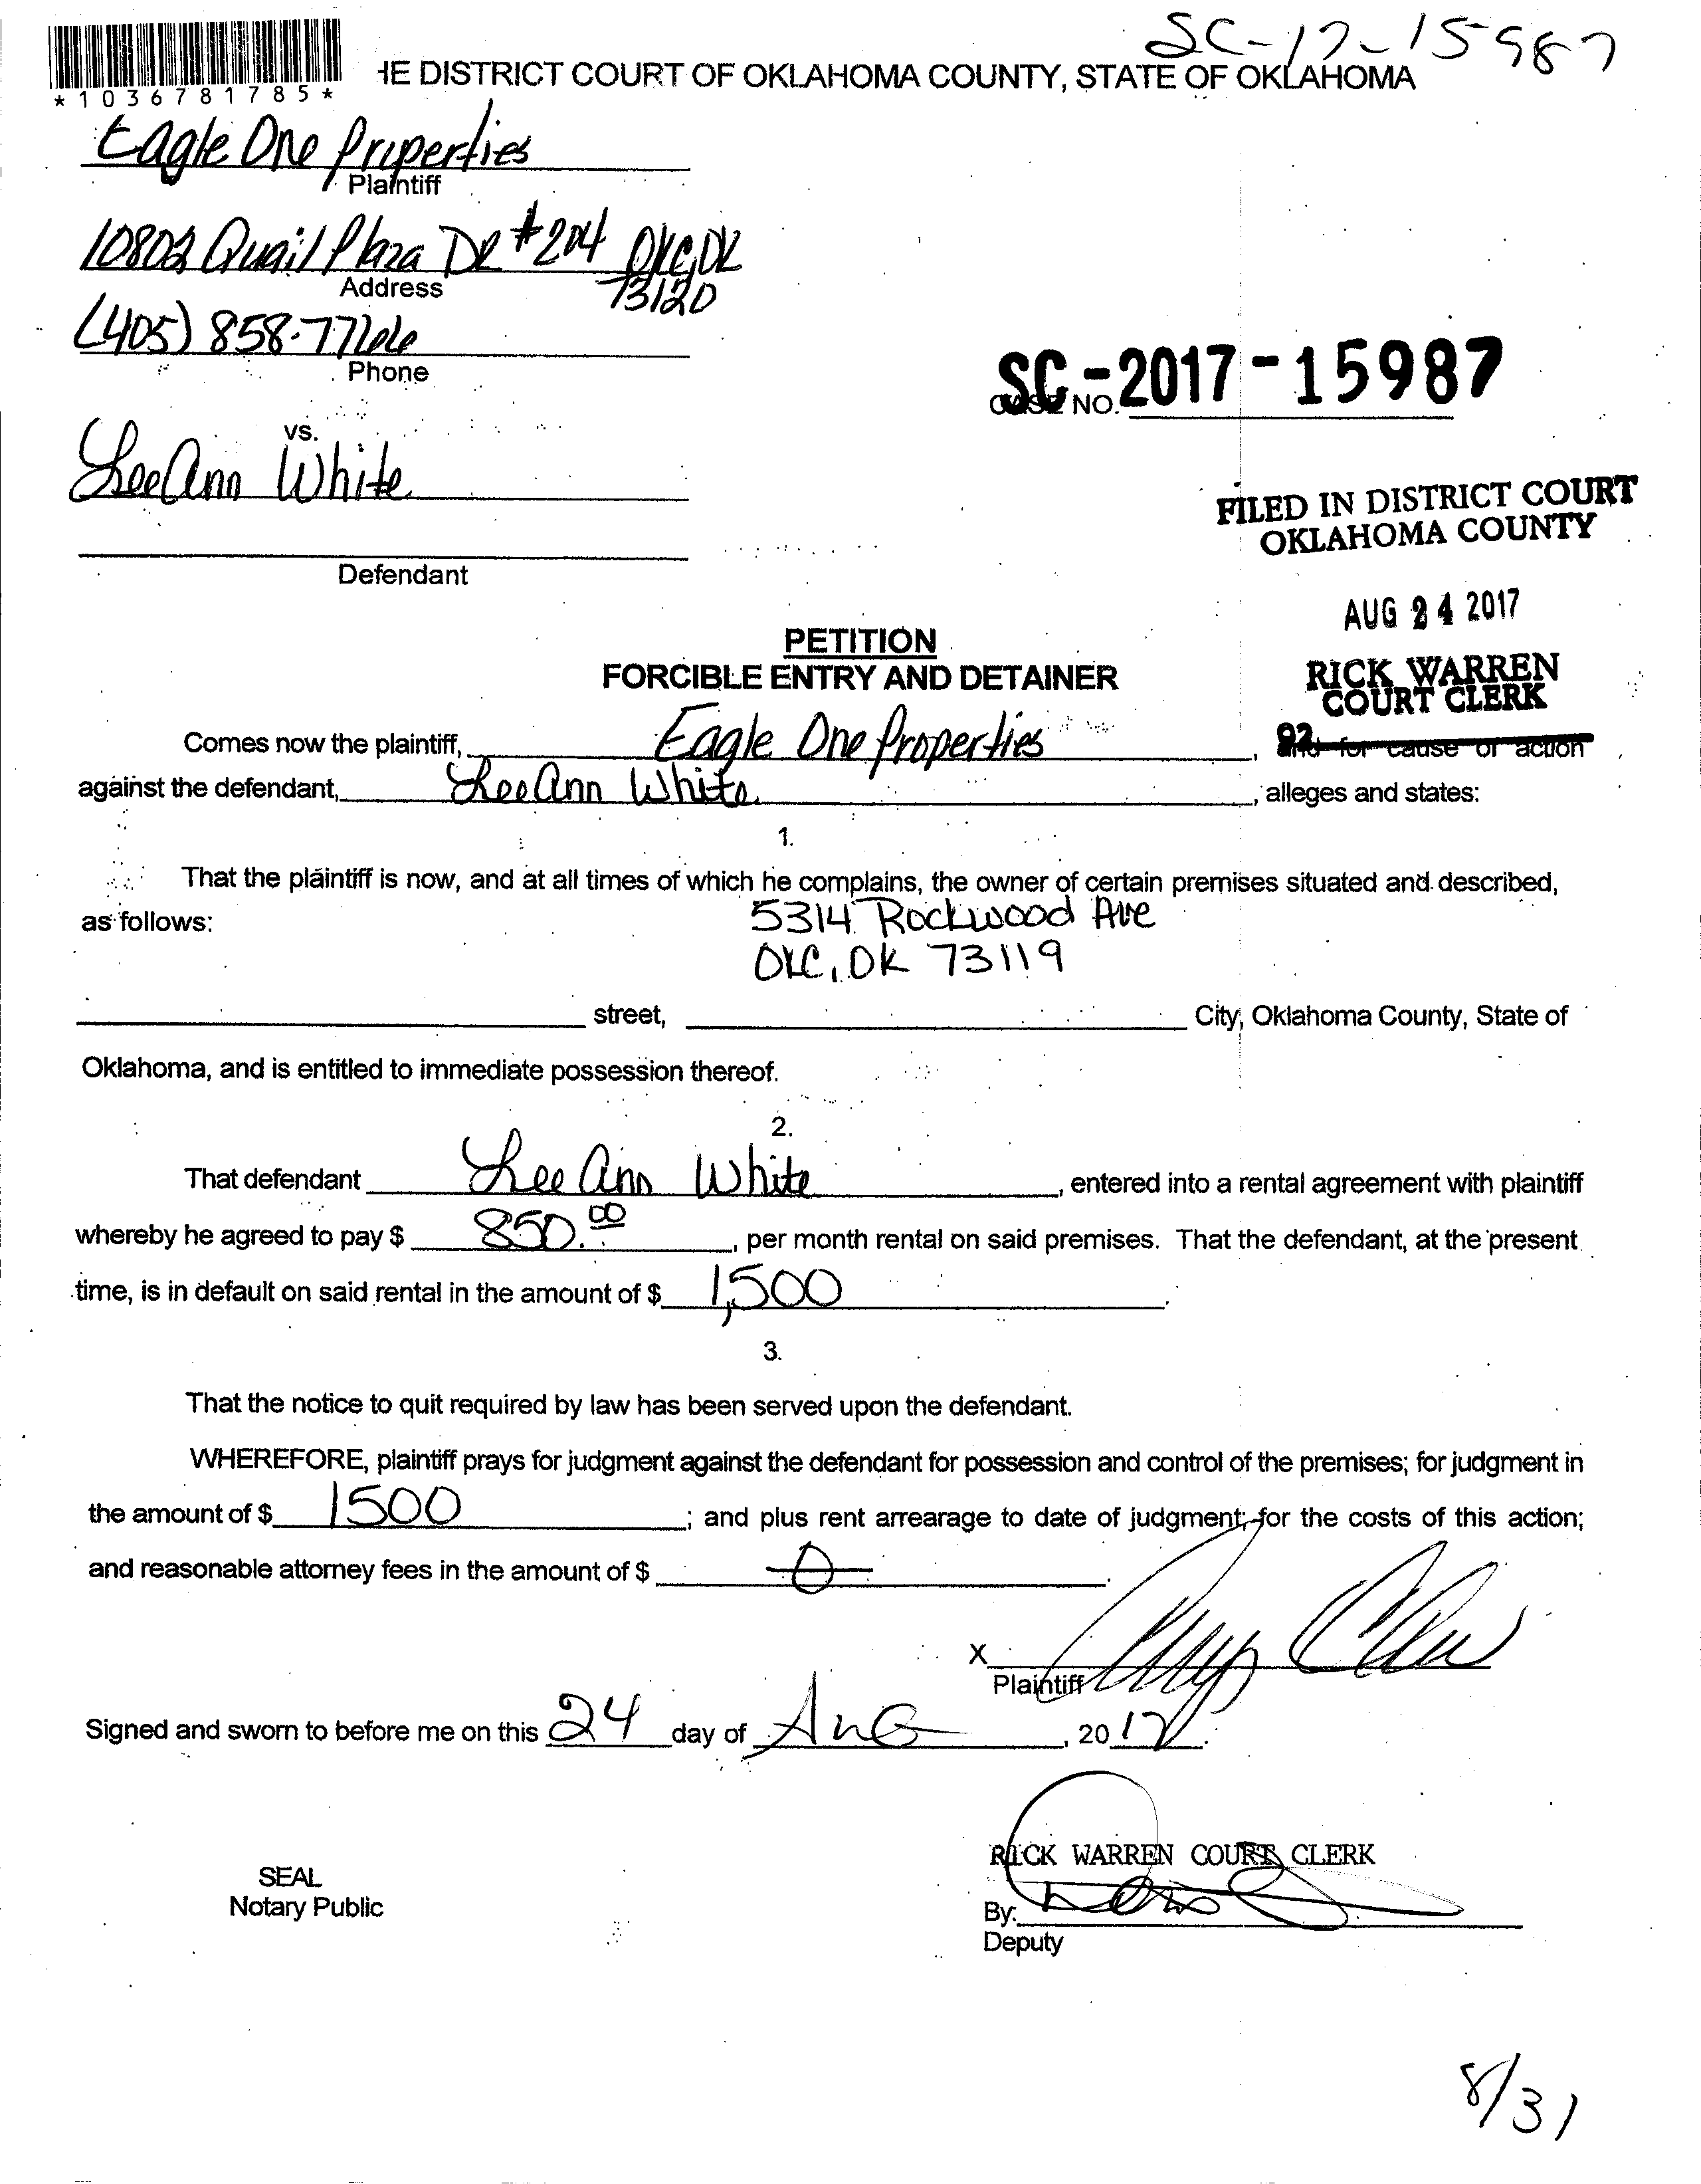 SC-17-15987
*1036781785*
HE DISTRICT COURT OF OKLAHOMA COUNTY, STATE OF OKLAHOMA
Eagle One Properties
Plaintiff
10802 Quail Plaza DR #204 OKC, OK
73120
Address
(405) 858-7766
Phone
SC-2017-15987
CASE NO.
vs.
LeeAnn White
FILED IN DISTRICT COURT
OKLAHOMA COUNTY
Defendant
AUG 24 2017
PETITION
FORCIBLE ENTRY AND DETAINER
RICK WARREN
COURT CLERK
Comes now the plaintiff, Eagle One Properties, and for cause of action
against the defendant, LeeAnn White, alleges and states:
1.
That the plaintiff is now, and at all times of which he complains, the owner of certain premises situated and described,
as follows: 5314 Rockwood Ave
OKC, OK 73119
street, City, Oklahoma County, State of
Oklahoma, and is entitled to immediate possession thereof.
2.
That defendant LeeAnn White, entered into a rental agreement with plaintiff
whereby he agreed to pay $ 850.00, per month rental on said premises. That the defendant, at the present
time, is in default on said rental in the amount of $ 1,500.
3.
That the notice to quit required by law has been served upon the defendant.
WHEREFORE, plaintiff prays for judgment against the defendant for possession and control of the premises; for judgment in
the amount of $ 1500; and plus rent arrearage to date of judgment; for the costs of this action;
and reasonable attorney fees in the amount of $ 0.
X
Plaintiff
Signed and sworn to before me on this 24 day of Aug, 2017.
RICK WARREN COURT CLERK
SEAL
Notary Public
By:
Deputy
8/31